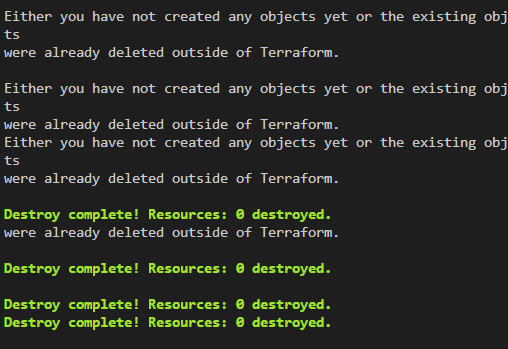 Either you have not created any objects yet or the existing obj
ts
were already deleted outside of Terraform.
Either you have not created any objects yet or the existing obj
ts
were already deleted outside of Terraform.
Either you have not created any objects yet or the existing obj
ts
were already deleted outside of Terraform.
Destroy complete! Resources: 0 destroyed.
were already deleted outside of Terraform.
Destroy complete! Resources: 0 destroyed.
Destroy complete! Resources: 0 destroyed.
Destroy complete! Resources: 0 destroyed.